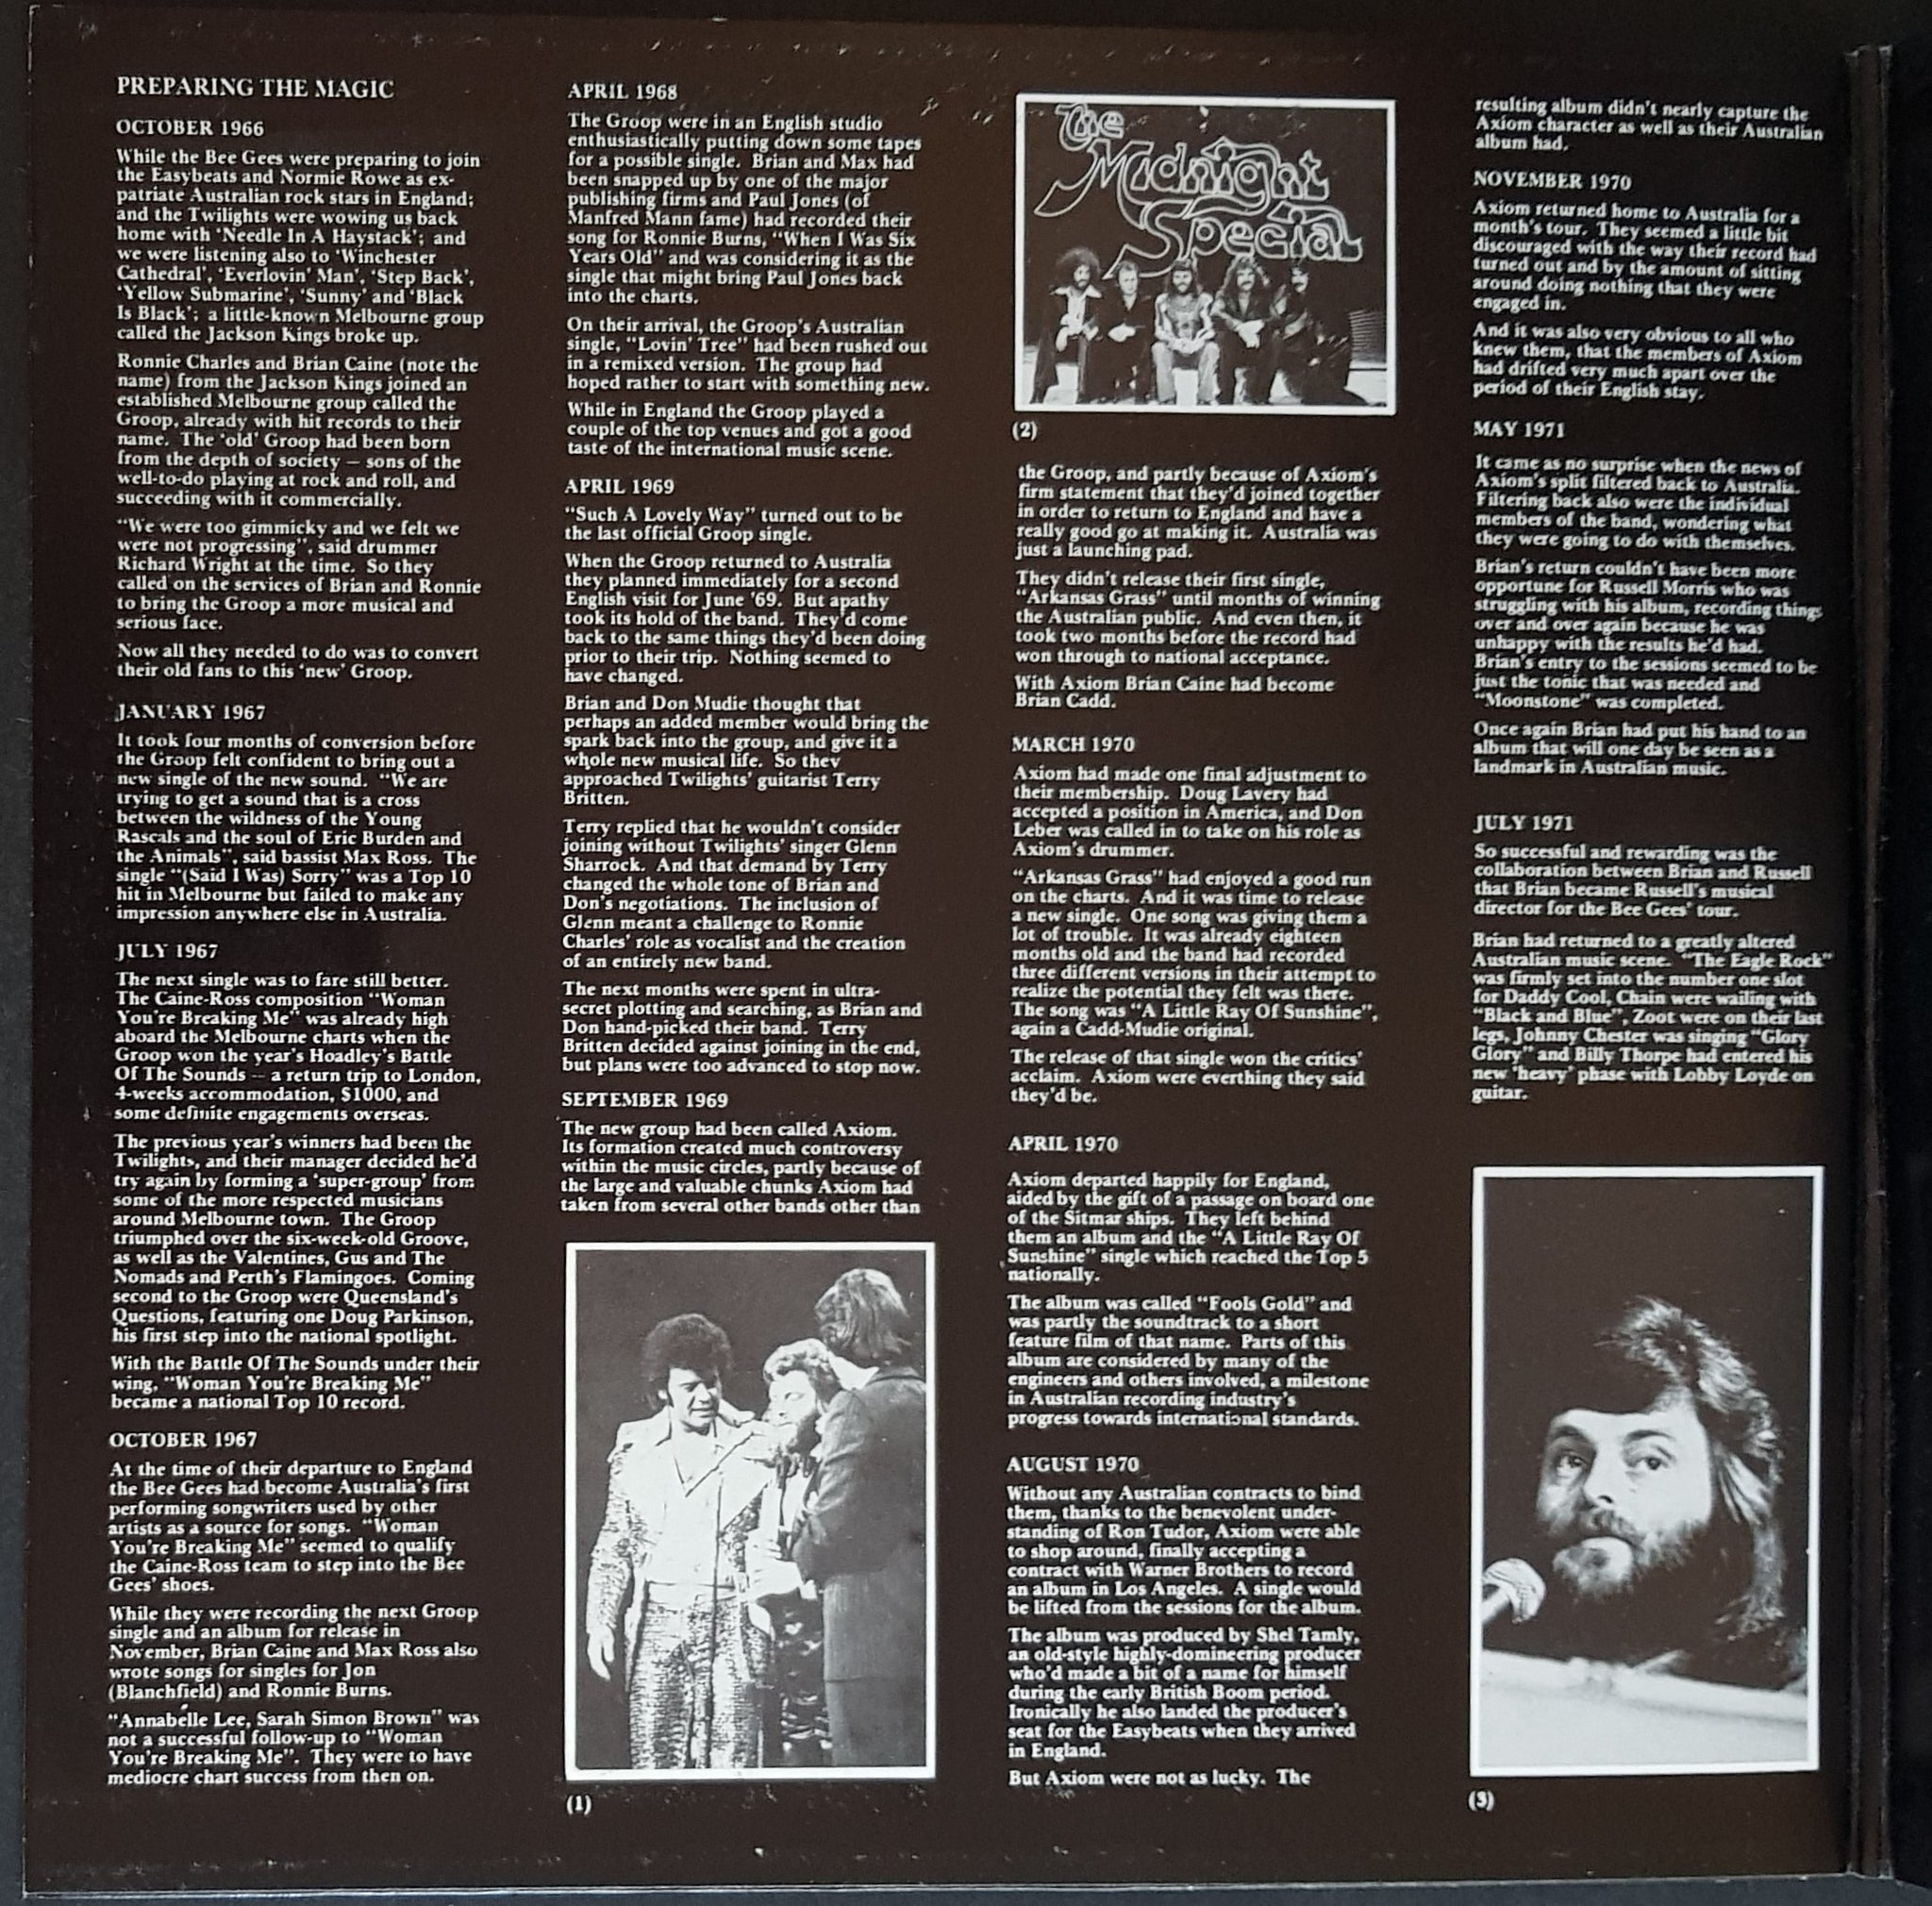 PREPARING THE MAGIC
OCTOBER 1966
While the Bee Gees were preparing to join
the Easybeats and Normie Rowe as ex-
patriate Australian rock stars in England;
and the Twilights were wowing us back
home with 'Needle In A Haystack'; and
we were listening also to 'Winchester
Cathedral', 'Everlovin' Man', 'Step Back',
'Yellow Submarine', 'Sunny' and 'Black
Is Black'; a little-known Melbourne group
called the Jackson Kings broke up.
Ronnie Charles and Brian Caine (note the
name) from the Jackson Kings joined an
established Melbourne group called the
Groop, already with hit records to their
name. The 'old' Groop had been born
from the depth of society — sons of the
well-to-do playing at rock and roll, and
succeeding with it commercially.
"We were too gimmicky and we felt we
were not progressing", said drummer
Richard Wright at the time. So they
called on the services of Brian and Ronnie
to bring the Groop a more musical and
serious face.
Now all they needed to do was to convert
their old fans to this 'new' Groop.
JANUARY 1967
It took four months of conversion before
the Groop felt confident to bring out a
new single of the new sound. "We are
trying to get a sound that is a cross
between the wildness of the Young
Rascals and the soul of Eric Burden and
the Animals", said bassist Max Ross. The
single "(Said I Was) Sorry" was a Top 10
hit in Melbourne but failed to make any
impression anywhere else in Australia.
JULY 1967
The next single was to fare still better.
The Caine-Ross composition "Woman
You're Breaking Me" was already high
aboard the Melbourne charts when the
Groop won the year's Hoadley's Battle
Of The Sounds — a return trip to London,
4-weeks accommodation, $1000, and
some definite engagements overseas.
The previous year's winners had been the
Twilights, and their manager decided he'd
try again by forming a 'super-group' from
some of the more respected musicians
around Melbourne town. The Groop
triumphed over the six-week-old Groove,
as well as the Valentines, Gus and The
Nomads and Perth's Flamingoes. Coming
second to the Groop were Queensland's
Questions, featuring one Doug Parkinson,
his first step into the national spotlight.
With the Battle Of The Sounds under their
wing, "Woman You're Breaking Me"
became a national Top 10 record.
OCTOBER 1967
At the time of their departure to England
the Bee Gees had become Australia's first
performing songwriters used by other
artists as a source for songs. "Woman
You're Breaking Me" seemed to qualify
the Caine-Ross team to step into the Bee
Gees' shoes.
While they were recording the next Groop
single and an album for release in
November, Brian Caine and Max Ross also
wrote songs for singles for Jon
(Blanchfield) and Ronnie Burns.
"Annabelle Lee, Sarah Simon Brown" was
not a successful follow-up to "Woman
You're Breaking Me". They were to have
mediocre chart success from then on.
APRIL 1968
The Groop were in an English studio
enthusiastically putting down some tapes
for a possible single. Brian and Max had
been snapped up by one of the major
publishing firms and Paul Jones (of
Manfred Mann fame) had recorded their
song for Ronnie Burns, "When I Was Six
Years Old" and was considering it as the
single that might bring Paul Jones back
into the charts.
On their arrival, the Groop's Australian
single, "Lovin' Tree" had been rushed out
in a remixed version. The group had
hoped rather to start with something new.
While in England the Groop played a
couple of the top venues and got a good
taste of the international music scene.
APRIL 1969
"Such A Lovely Way" turned out to be
the last official Groop single.
When the Groop returned to Australia
they planned immediately for a second
English visit for June '69. But apathy
took its hold of the band. They'd come
back to the same things they'd been doing
prior to their trip. Nothing seemed to
have changed.
Brian and Don Mudie thought that
perhaps an added member would bring the
spark back into the group, and give it a
whole new musical life. So they
approached Twilights' guitarist Terry
Britten.
Terry replied that he wouldn't consider
joining without Twilights' singer Glenn
Sharrock. And that demand by Terry
changed the whole tone of Brian and
Don's negotiations. The inclusion of
Glenn meant a challenge to Ronnie
Charles' role as vocalist and the creation
of an entirely new band.
The next months were spent in ultra-
secret plotting and searching, as Brian and
Don hand-picked their band. Terry
Britten decided against joining in the end,
but plans were too advanced to stop now.
SEPTEMBER 1969
The new group had been called Axiom.
Its formation created much controversy
within the music circles, partly because of
the large and valuable chunks Axiom had
taken from several other bands other than
(1)
The
Midnight
Special
(2)
the Groop, and partly because of Axiom's
firm statement that they'd joined together
in order to return to England and have a
really good go at making it. Australia was
just a launching pad.
They didn't release their first single,
"Arkansas Grass" until months of winning
the Australian public. And even then, it
took two months before the record had
won through to national acceptance.
With Axiom Brian Caine had become
Brian Cadd.
MARCH 1970
Axiom had made one final adjustment to
their membership. Doug Lavery had
accepted a position in America, and Don
Leber was called in to take on his role as
Axiom's drummer.
"Arkansas Grass" had enjoyed a good run
on the charts. And it was time to release
a new single. One song was giving them a
lot of trouble. It was already eighteen
months old and the band had recorded
three different versions in their attempt to
realize the potential they felt was there.
The song was "A Little Ray Of Sunshine",
again a Cadd-Mudie original.
The release of that single won the critics'
acclaim. Axiom were everthing they said
they'd be.
APRIL 1970
Axiom departed happily for England,
aided by the gift of a passage on board one
of the Sitmar ships. They left behind
them an album and the "A Little Ray Of
Sunshine" single which reached the Top 5
nationally.
The album was called "Fools Gold" and
was partly the soundtrack to a short
feature film of that name. Parts of this
album are considered by many of the
engineers and others involved, a milestone
in Australian recording industry's
progress towards international standards.
AUGUST 1970
Without any Australian contracts to bind
them, thanks to the benevolent under-
standing of Ron Tudor, Axiom were able
to shop around, finally accepting a
contract with Warner Brothers to record
an album in Los Angeles. A single would
be lifted from the sessions for the album.
The album was produced by Shel Tamly,
an old-style highly-domineering producer
who'd made a bit of a name for himself
during the early British Boom period.
Ironically he also landed the producer's
seat for the Easybeats when they arrived
in England.
But Axiom were not as lucky. The
resulting album didn't nearly capture the
Axiom character as well as their Australian
album had.
NOVEMBER 1970
Axiom returned home to Australia for a
month's tour. They seemed a little bit
discouraged with the way their record had
turned out and by the amount of sitting
around doing nothing that they were
engaged in.
And it was also very obvious to all who
knew them, that the members of Axiom
had drifted very much apart over the
period of their English stay.
MAY 1971
It came as no surprise when the news of
Axiom's split filtered back to Australia.
Filtering back also were the individual
members of the band, wondering what
they were going to do with themselves.
Brian's return couldn't have been more
opportune for Russell Morris who was
struggling with his album, recording things
over and over again because he was
unhappy with the results he'd had.
Brian's entry to the sessions seemed to be
just the tonic that was needed and
"Moonstone" was completed.
Once again Brian had put his hand to an
album that will one day be seen as a
landmark in Australian music.
JULY 1971
So successful and rewarding was the
collaboration between Brian and Russell
that Brian became Russell's musical
director for the Bee Gees' tour.
Brian had returned to a greatly altered
Australian music scene. "The Eagle Rock"
was firmly set into the number one slot
for Daddy Cool, Chain were wailing with
"Black and Blue", Zoot were on their last
legs, Johnny Chester was singing "Glory
Glory" and Billy Thorpe had entered his
new 'heavy' phase with Lobby Loyde on
guitar.
(3)